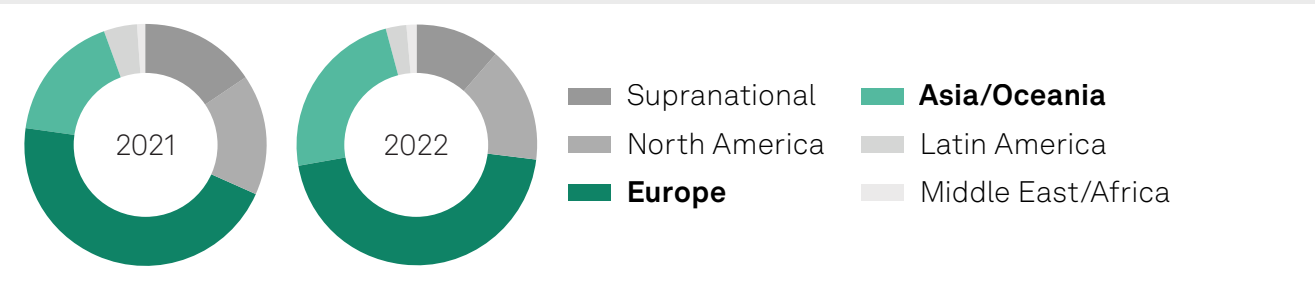 2021
2022
Supranational
North America
Europe
Asia/Oceania
Latin America
Middle East/Africa